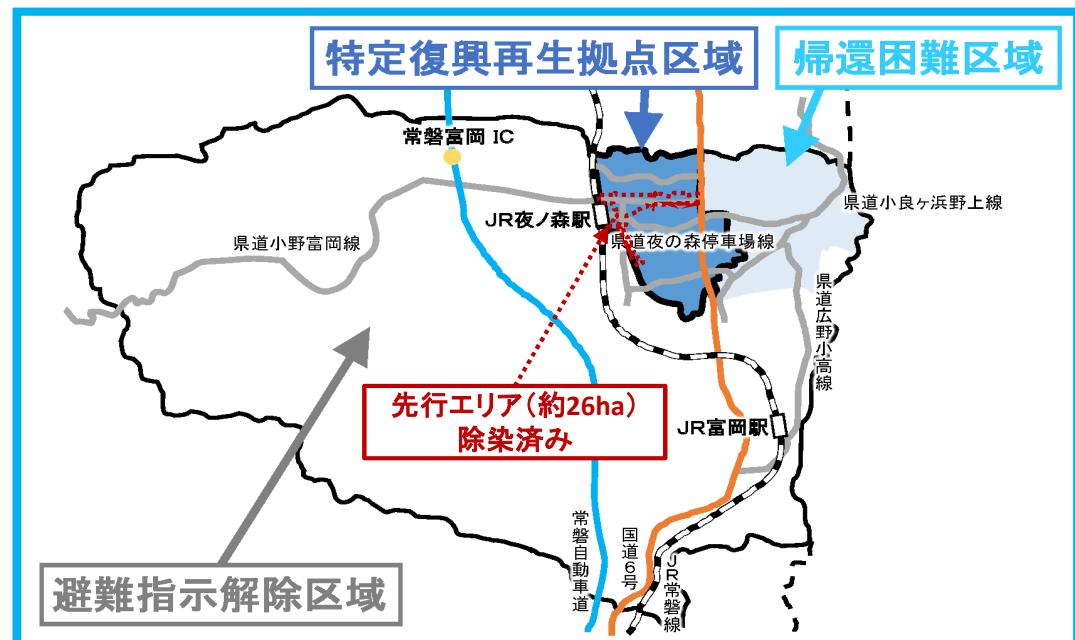 特定復興再生拠点区域
帰還困難区域
常磐富岡 IC
県道小良ヶ浜野上線
JR夜ノ森駅
県道小野富岡線
県道夜の森停車場線
県道広野小高線
先行エリア（約26ha）
除染済み
JR富岡駅
常磐自動車道
国道６号
JR常磐線
避難指示解除区域